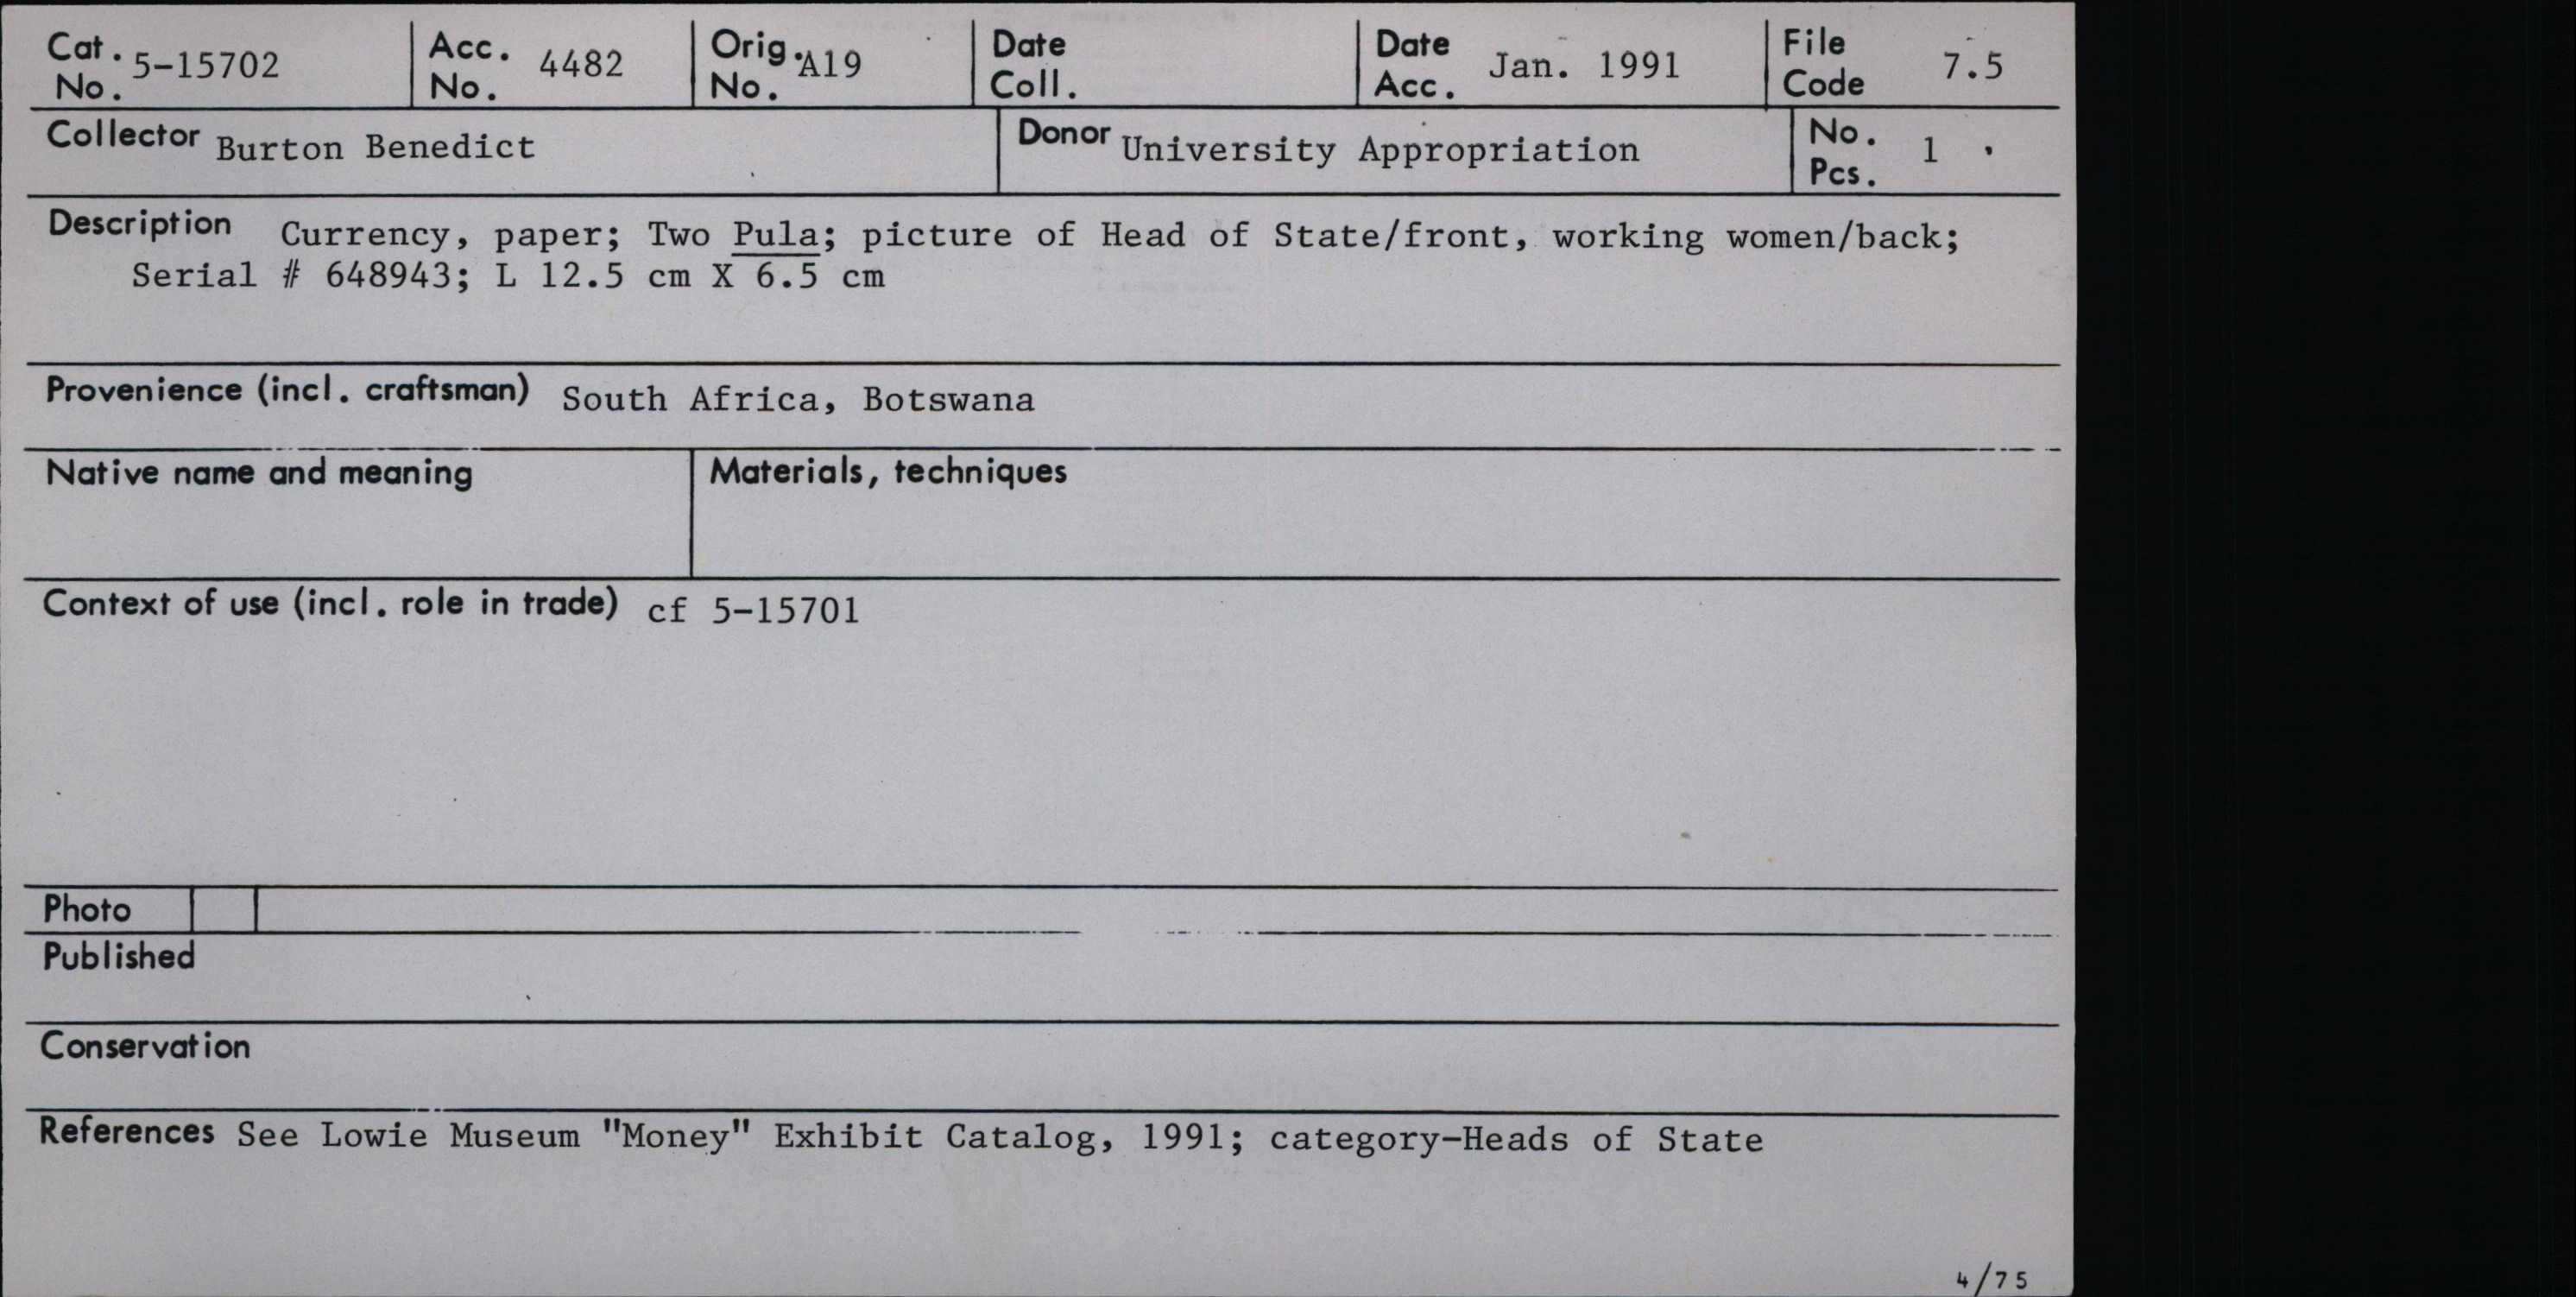 Cat. No. 5-15702 Acc. No. 4482 Orig. No. A19 Date Coll. Date Acc. Jan. 1991 File Code 7.5
Collector Burton Benedict Donor University Appropriation No. Pcs. 1
Description Currency, paper; Two Pula; picture of Head of State/front, working women/back;
Serial # 648943; L 12.5 cm X 6.5 cm
Provenience (incl. craftsman) South Africa, Botswana
Native name and meaning Materials, techniques
Context of use (incl. role in trade) cf 5-15701
Photo
Published
Conservation
References See Lowie Museum "Money" Exhibit Catalog, 1991; category-Heads of State
4/75